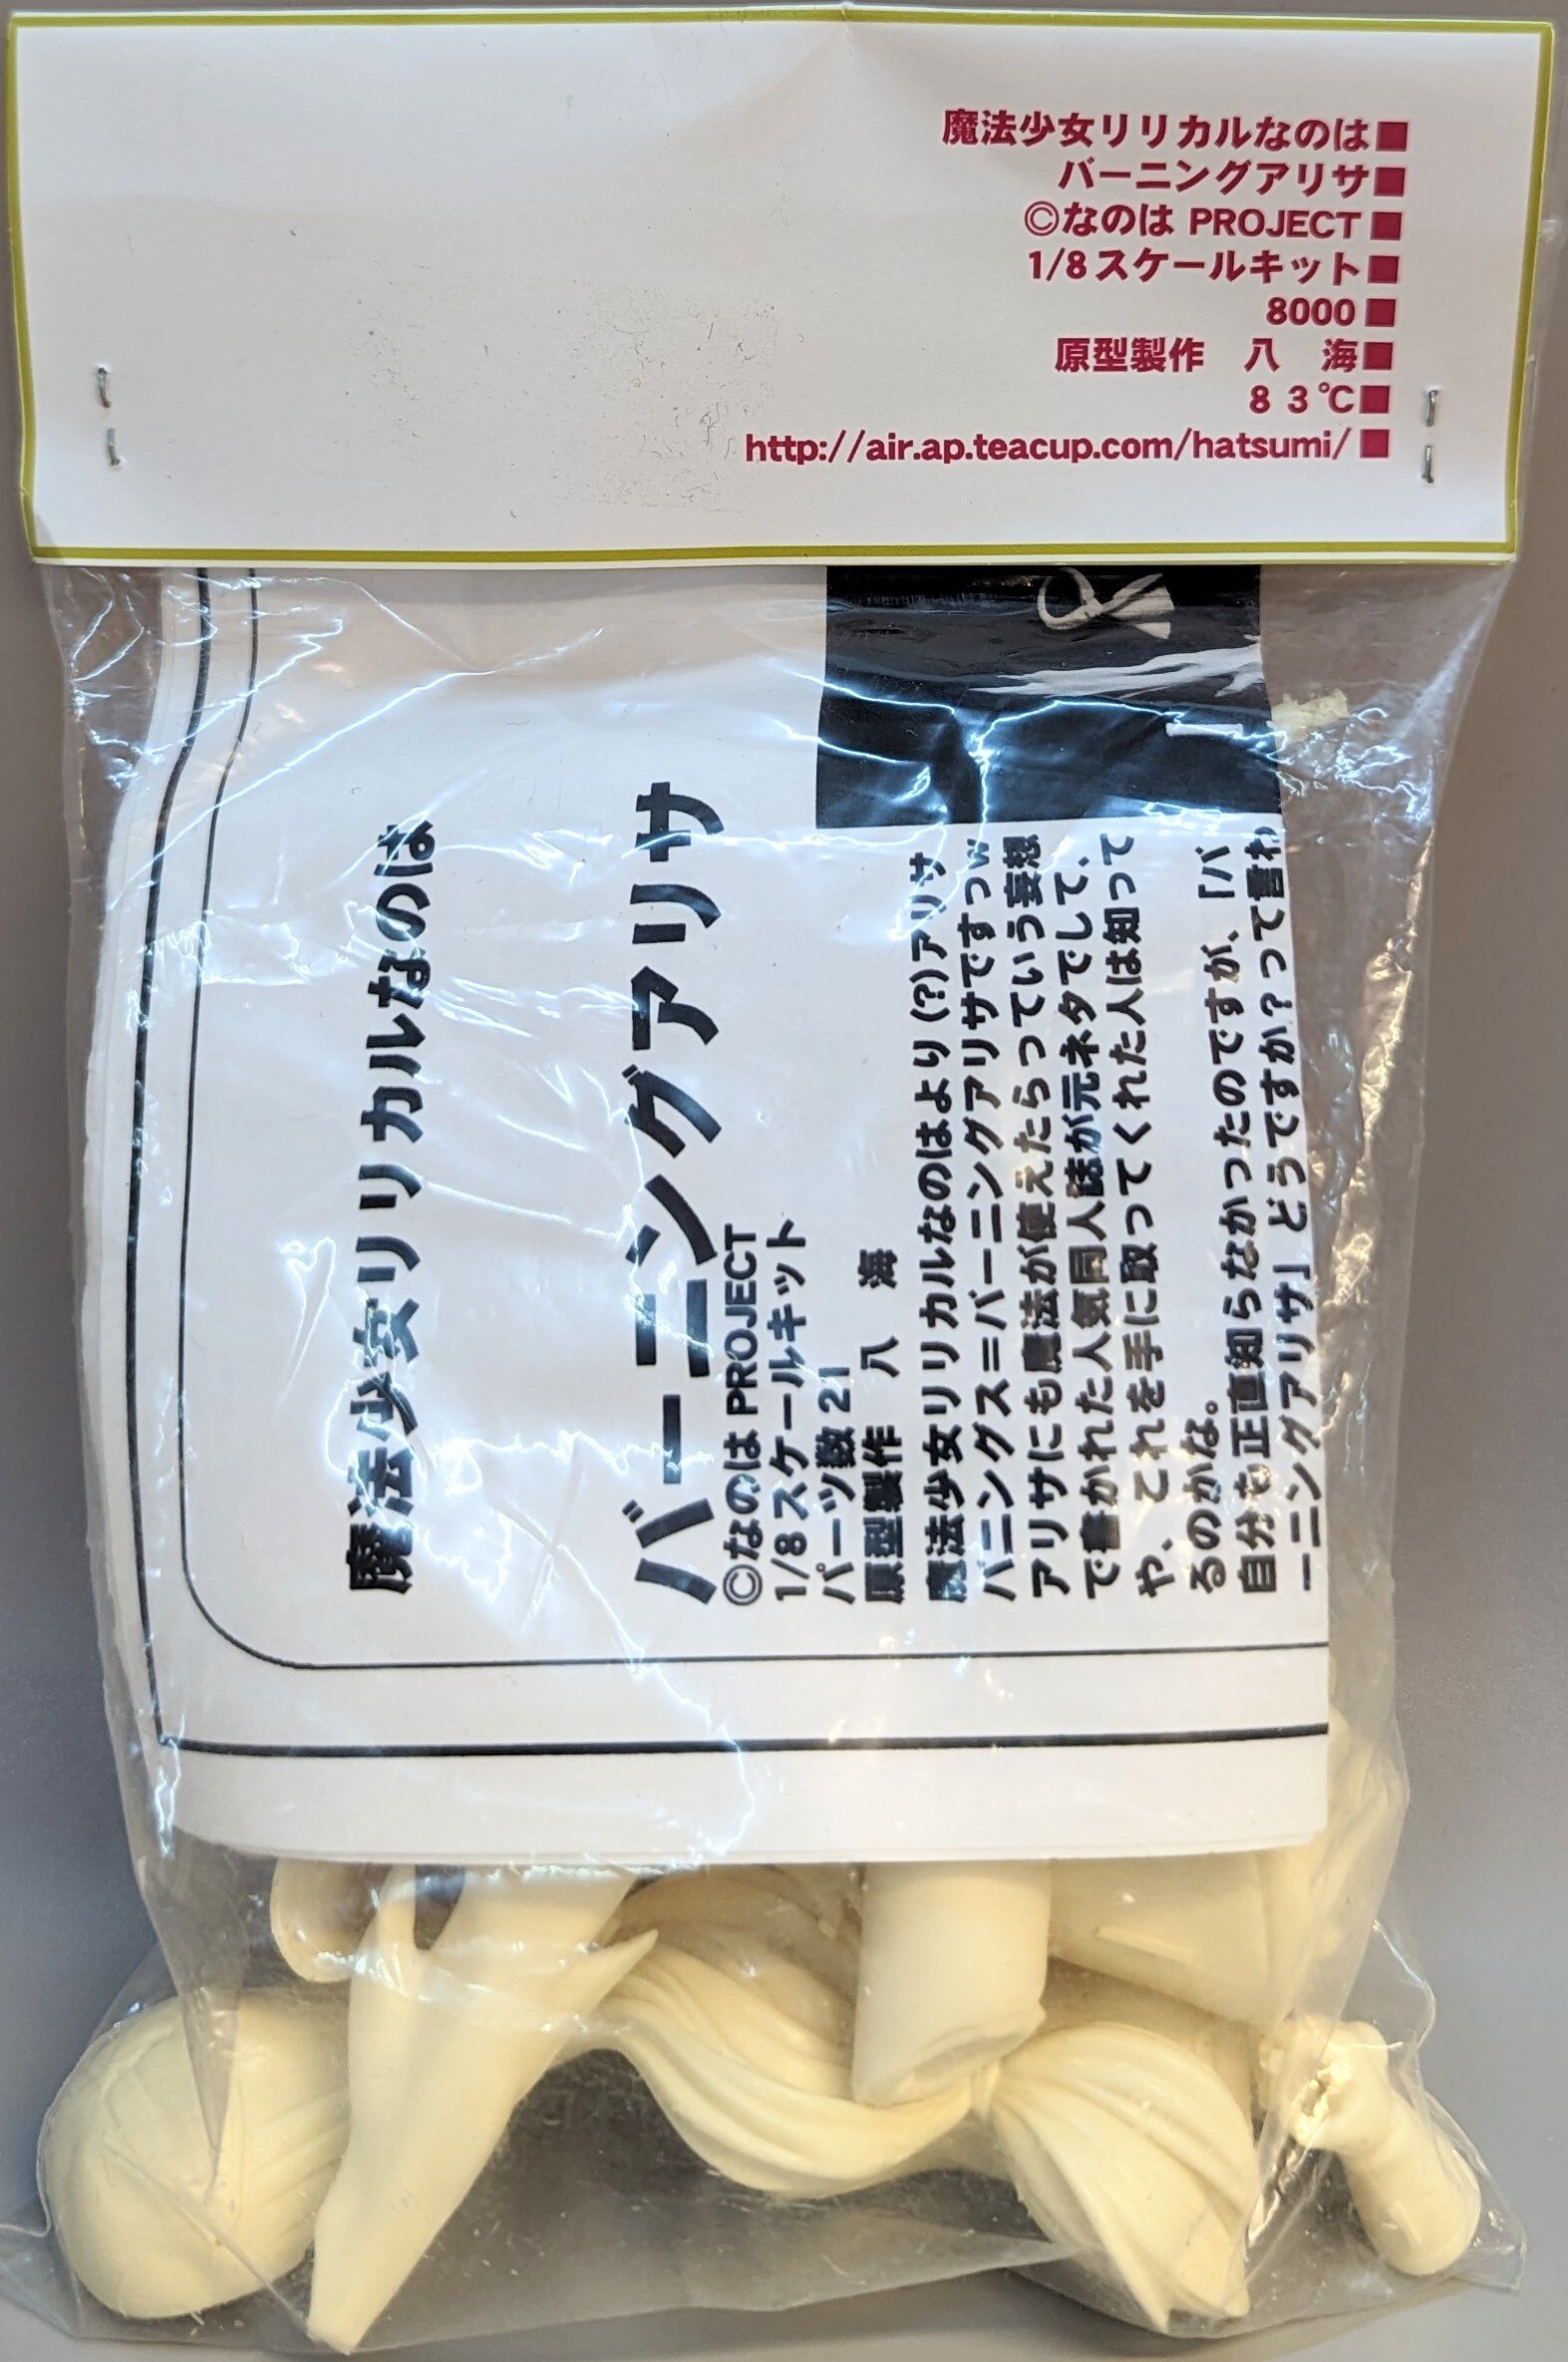 魔法少女リリカルなのは■
バーニングアリサ■
©なのは PROJECT■
1/8スケールキット■
8000■
原型製作　八　海■
８３℃■
http://air.ap.teacup.com/hatsumi/■
魔法少女リリカルなのは
バーニングアリサ
©なのは PROJECT
1/8スケールキット
パーツ数 21
原型製作　八　海
魔法少女リリカルなのはより(?)アリサ
バニングス＝バーニングアリサですっw
アリサにも魔法が使えたらっていう妄想
で書かれた人気同人誌が元ネタでして、
や、これを手に取ってくれた人は知って
るのかな。
自分も正直知らなかったのですが、「バ
ーニングアリサ」どうですか？って言わ